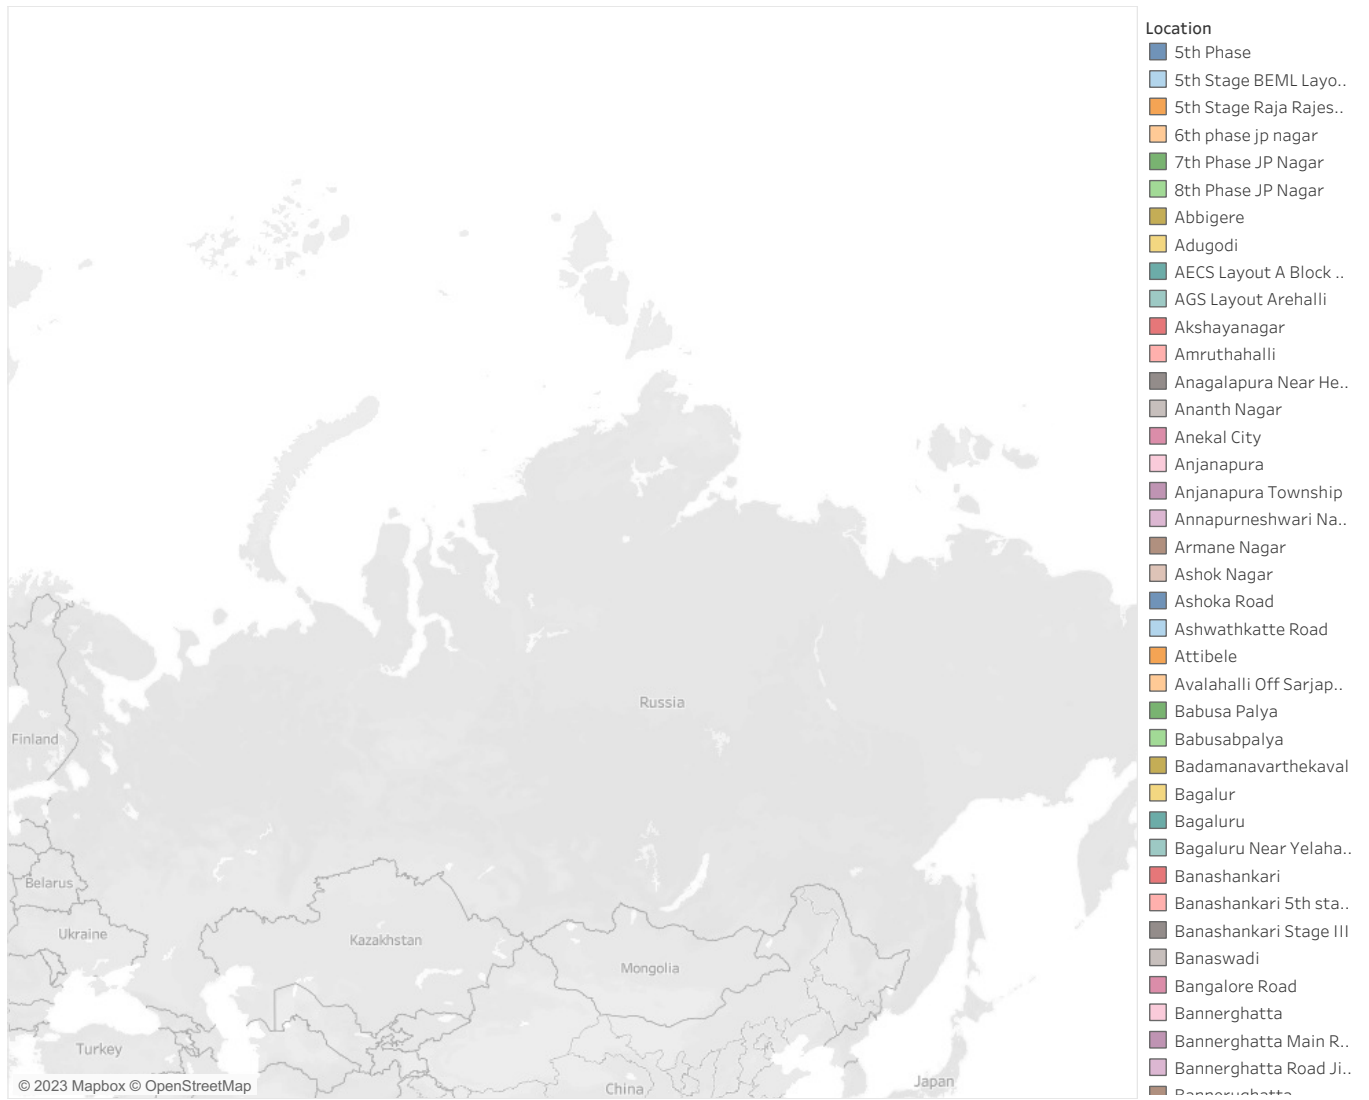 Location
5th Phase
5th Stage BEML Layo..
5th Stage Raja Rajes..
6th phase jp nagar
7th Phase JP Nagar
8th Phase JP Nagar
Abbigere
Adugodi
AECS Layout A Block ..
AGS Layout Arehalli
Akshayanagar
Amruthahalli
Anagalapura Near He..
Ananth Nagar
Anekal City
Anjanapura
Anjanapura Township
Annapurneshwari Na..
Armane Nagar
Ashok Nagar
Ashoka Road
Ashwathkatte Road
Attibele
Avalahalli Off Sarjap..
Babusa Palya
Babusabpalya
Badamanavarthekaval
Bagalur
Bagaluru
Bagaluru Near Yelaha..
Banashankari
Banashankari 5th sta..
Banashankari Stage III
Banaswadi
Bangalore Road
Bannerghatta
Bannerghatta Main R..
Bannerghatta Road Ji..
Bannerughatta
Russia
Finland
Belarus
Ukraine
Kazakhstan
Mongolia
Turkey
China
Japan
© 2023 Mapbox © OpenStreetMap